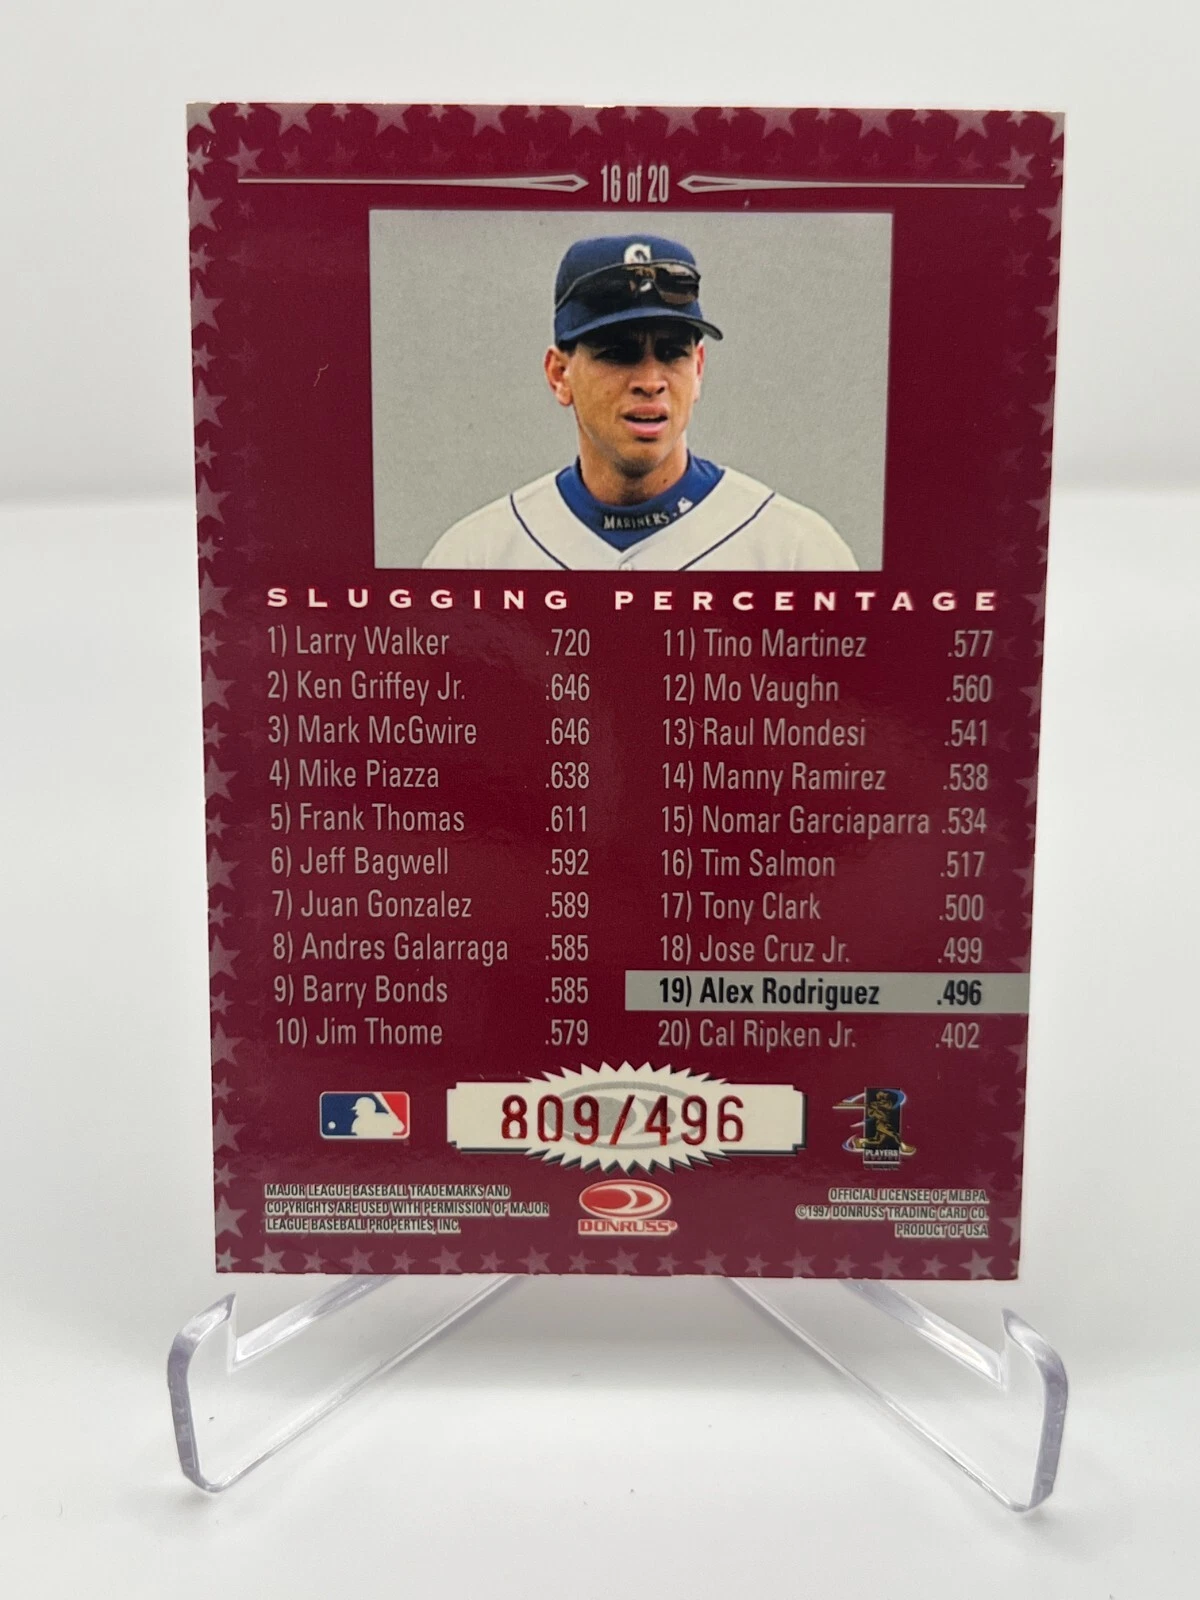 16 of 20
S
MARINERS
SLUGGING PERCENTAGE
1) Larry Walker .720
2) Ken Griffey Jr. .646
3) Mark McGwire .646
4) Mike Piazza .638
5) Frank Thomas .611
6) Jeff Bagwell .592
7) Juan Gonzalez .589
8) Andres Galarraga .585
9) Barry Bonds .585
10) Jim Thome .579
11) Tino Martinez .577
12) Mo Vaughn .560
13) Raul Mondesi .541
14) Manny Ramirez .538
15) Nomar Garciaparra .534
16) Tim Salmon .517
17) Tony Clark .500
18) Jose Cruz Jr. .499
19) Alex Rodriguez .496
20) Cal Ripken Jr. .402
809/496
PLAYERS
MAJOR LEAGUE BASEBALL TRADEMARKS AND
COPYRIGHTS ARE USED WITH PERMISSION OF MAJOR
LEAGUE BASEBALL PROPERTIES, INC.
DONRUSS®
OFFICIAL LICENSEE OF MLBPA
©1997 DONRUSS TRADING CARD CO.
PRODUCT OF USA